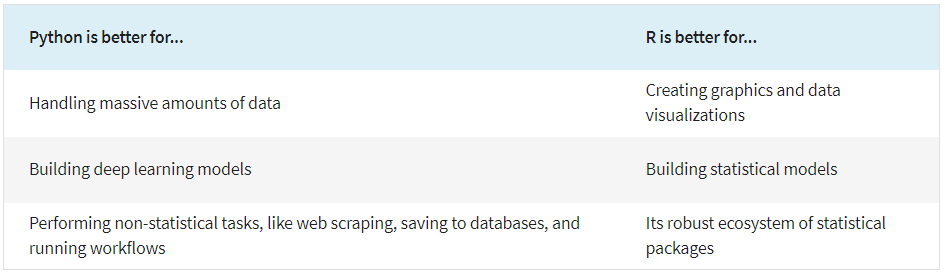 Python is better for... R is better for...
Handling massive amounts of data
Creating graphics and data
visualizations
Building deep learning models
Building statistical models
Performing non-statistical tasks, like web scraping, saving to databases, and
running workflows
Its robust ecosystem of statistical
packages